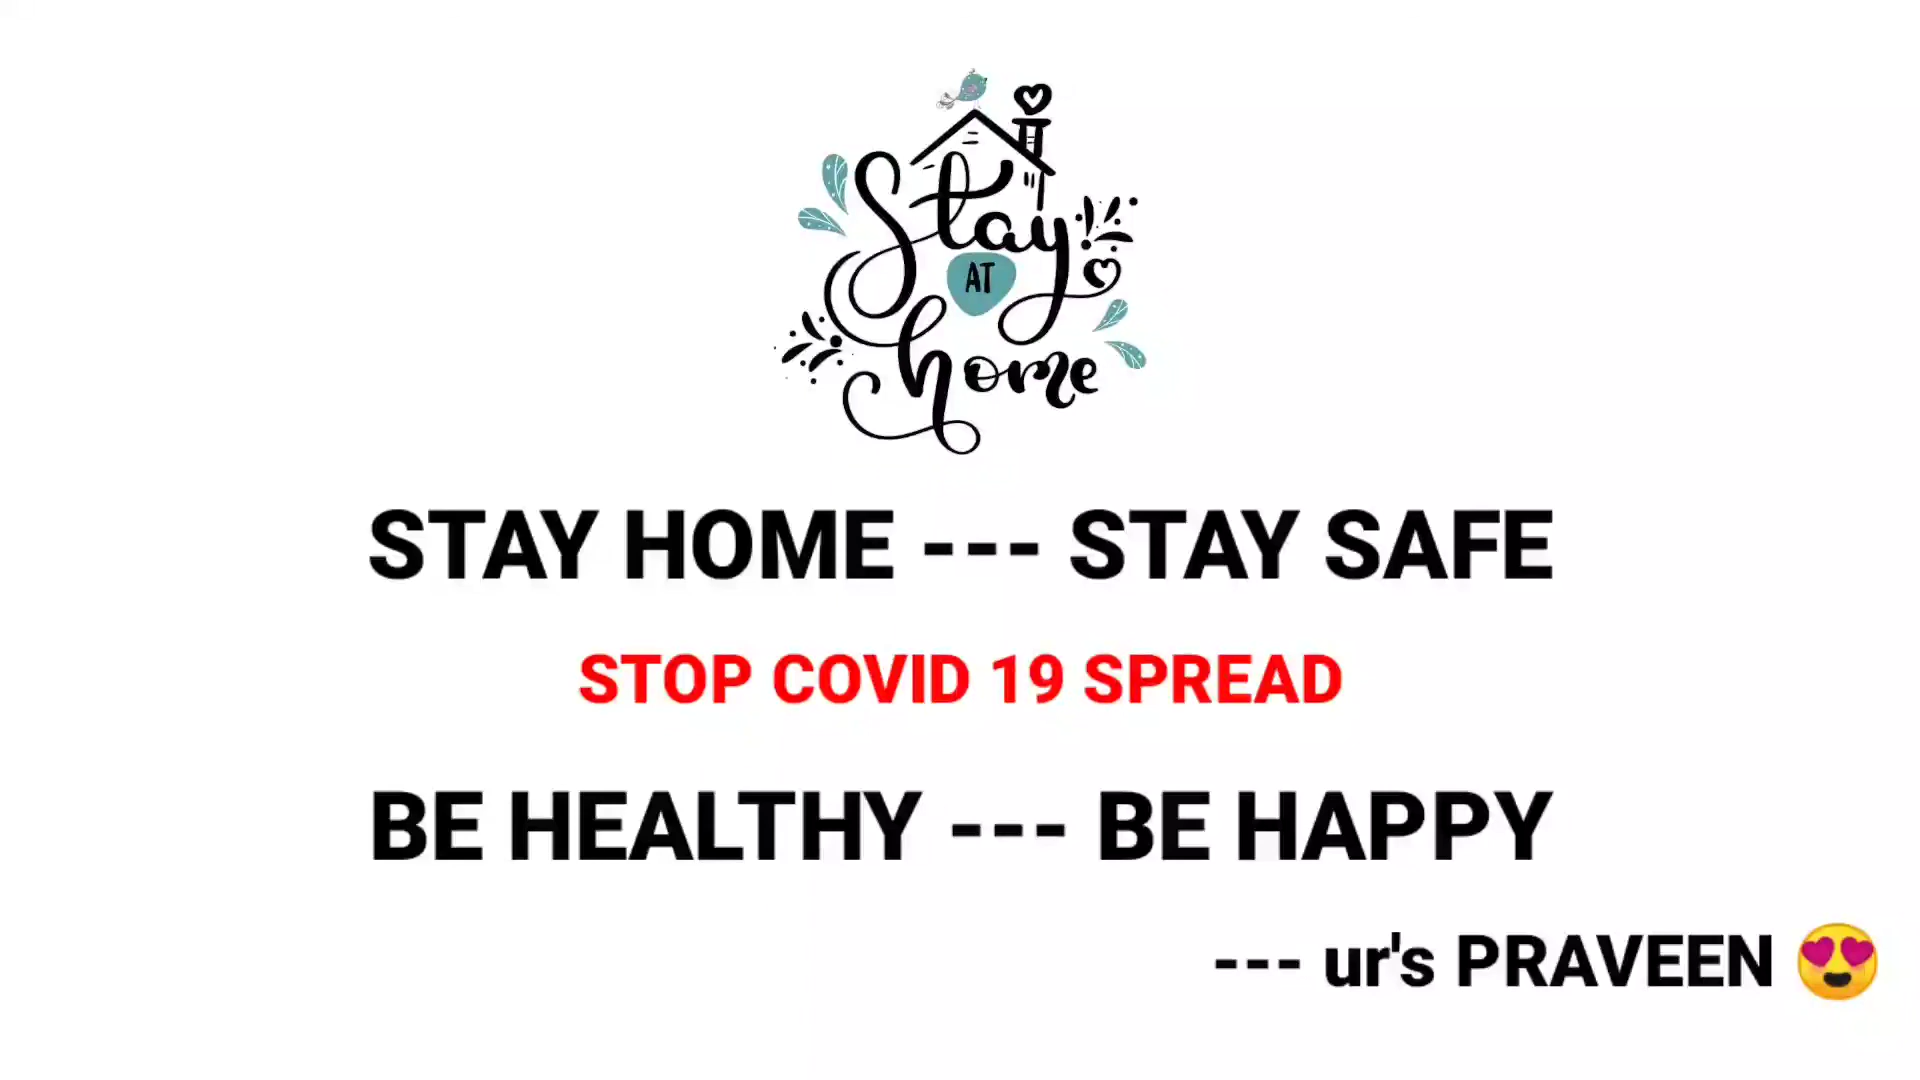 Stay
AT
home
STAY HOME --- STAY SAFE
STOP COVID 19 SPREAD
BE HEALTHY --- BE HAPPY
--- ur's PRAVEEN 😍